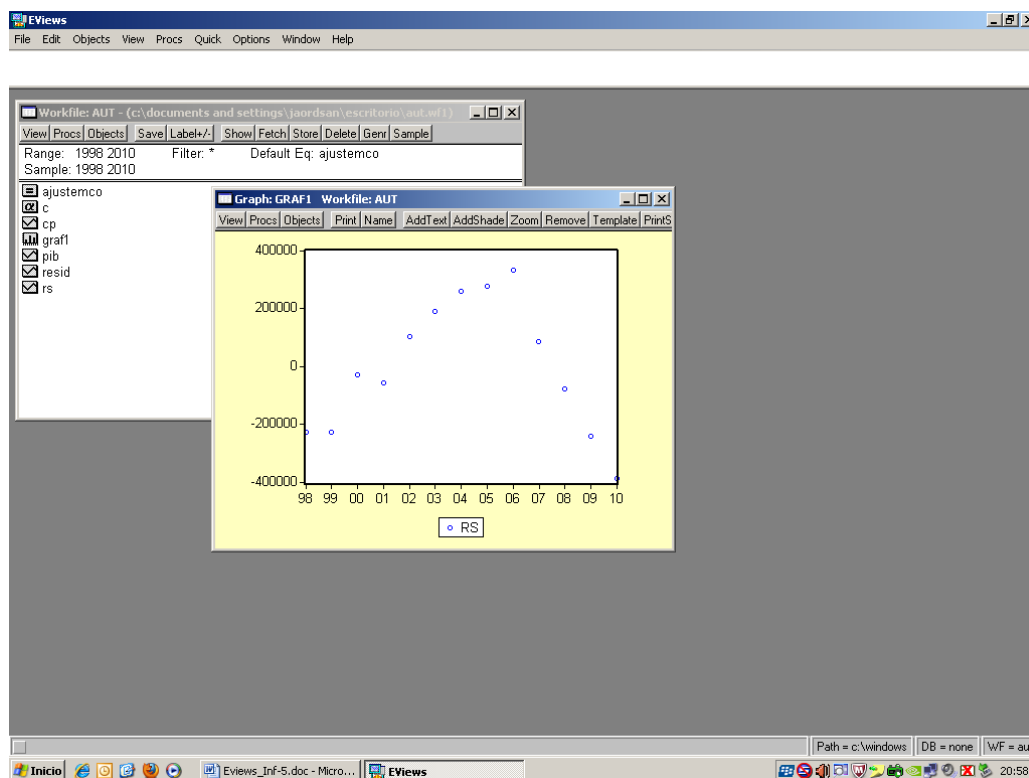 EViews
File Edit Objects View Procs Quick Options Window Help
Workfile: AUT - (c:\documents and settings\jaordsan\escritorio\aut.wf1)
View Procs Objects Save Label+/- Show Fetch Store Delete Genr Sample
Range: 1998 2010 Filter: * Default Eq: ajustemco
Sample: 1998 2010
ajustemco
c
cp
graf1
pib
resid
rs
Graph: GRAF1 Workfile: AUT
View Procs Objects Print Name AddText AddShade Zoom Remove Template PrintS
400000
200000
0
-200000
-400000
98 99 00 01 02 03 04 05 06 07 08 09 10
RS
Path = c:\windows DB = none WF = au
Inicio Eviews_Inf-5.doc - Micro... EViews 20:58